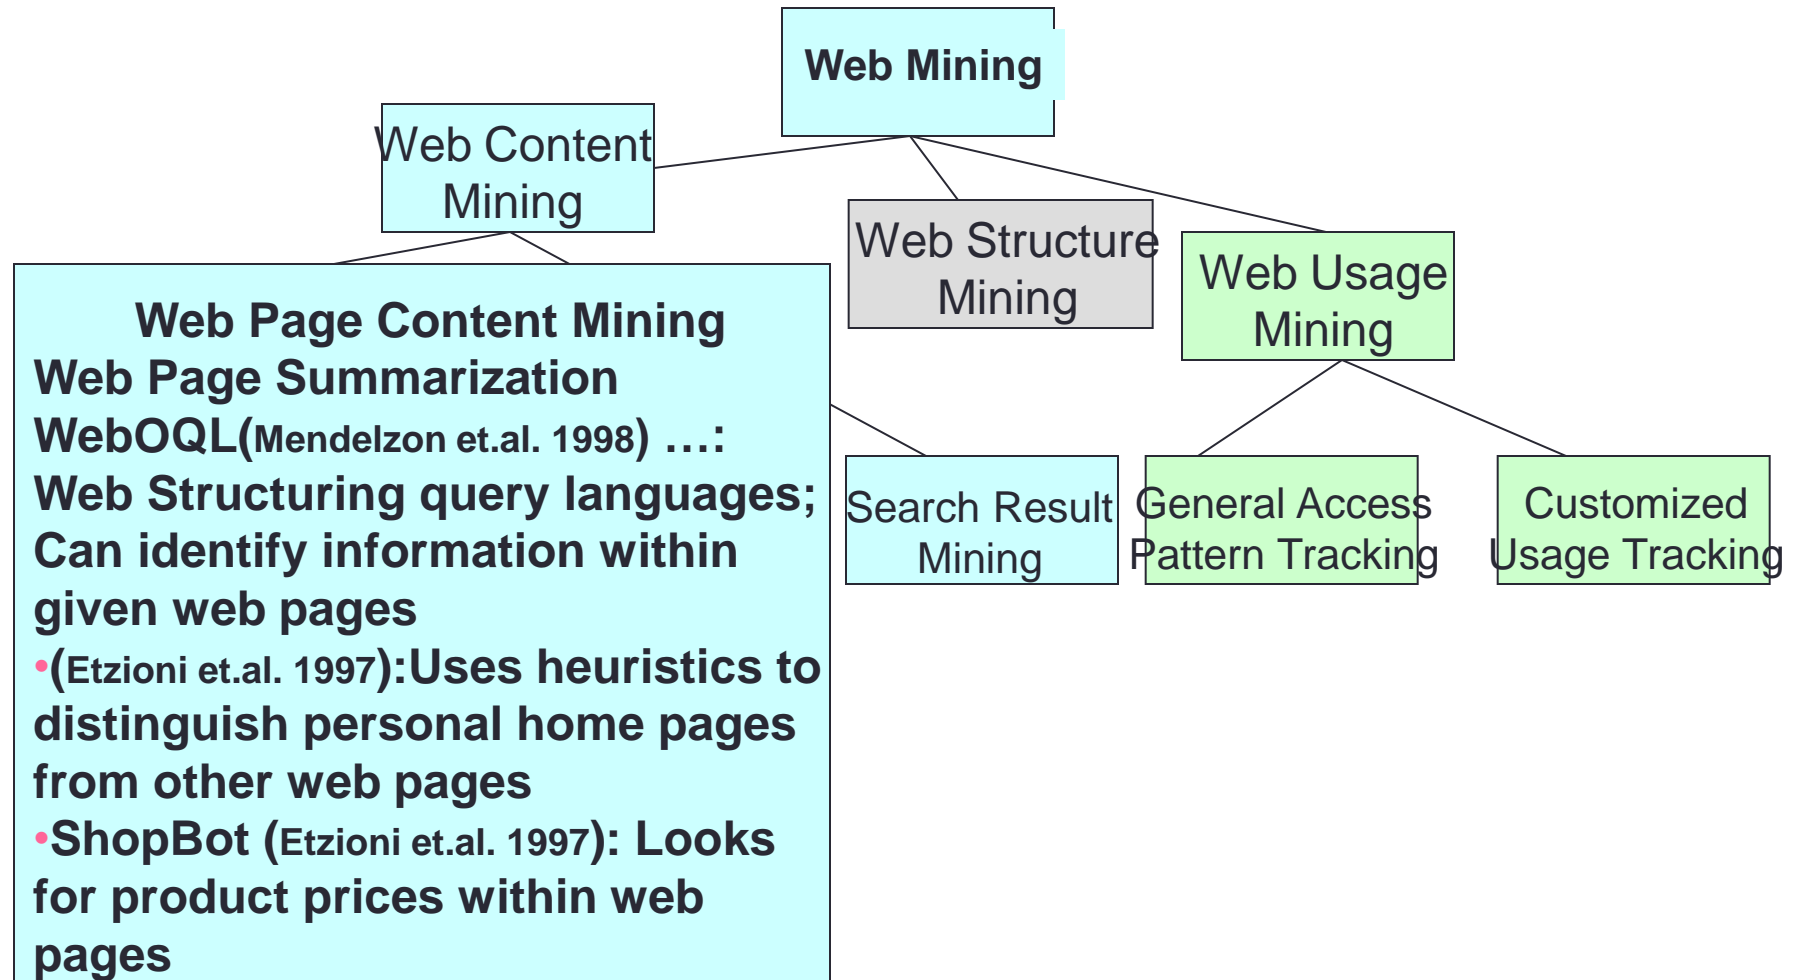 Web Mining
Web Content
Mining
Web Structure
Mining
Web Usage
Mining
Web Page Content Mining
Web Page Summarization
WebOQL(Mendelzon et.al. 1998) …:
Web Structuring query languages;
Can identify information within
given web pages
•(Etzioni et.al. 1997):Uses heuristics to
distinguish personal home pages
from other web pages
•ShopBot (Etzioni et.al. 1997): Looks
for product prices within web
pages
Search Result
Mining
General Access
Pattern Tracking
Customized
Usage Tracking